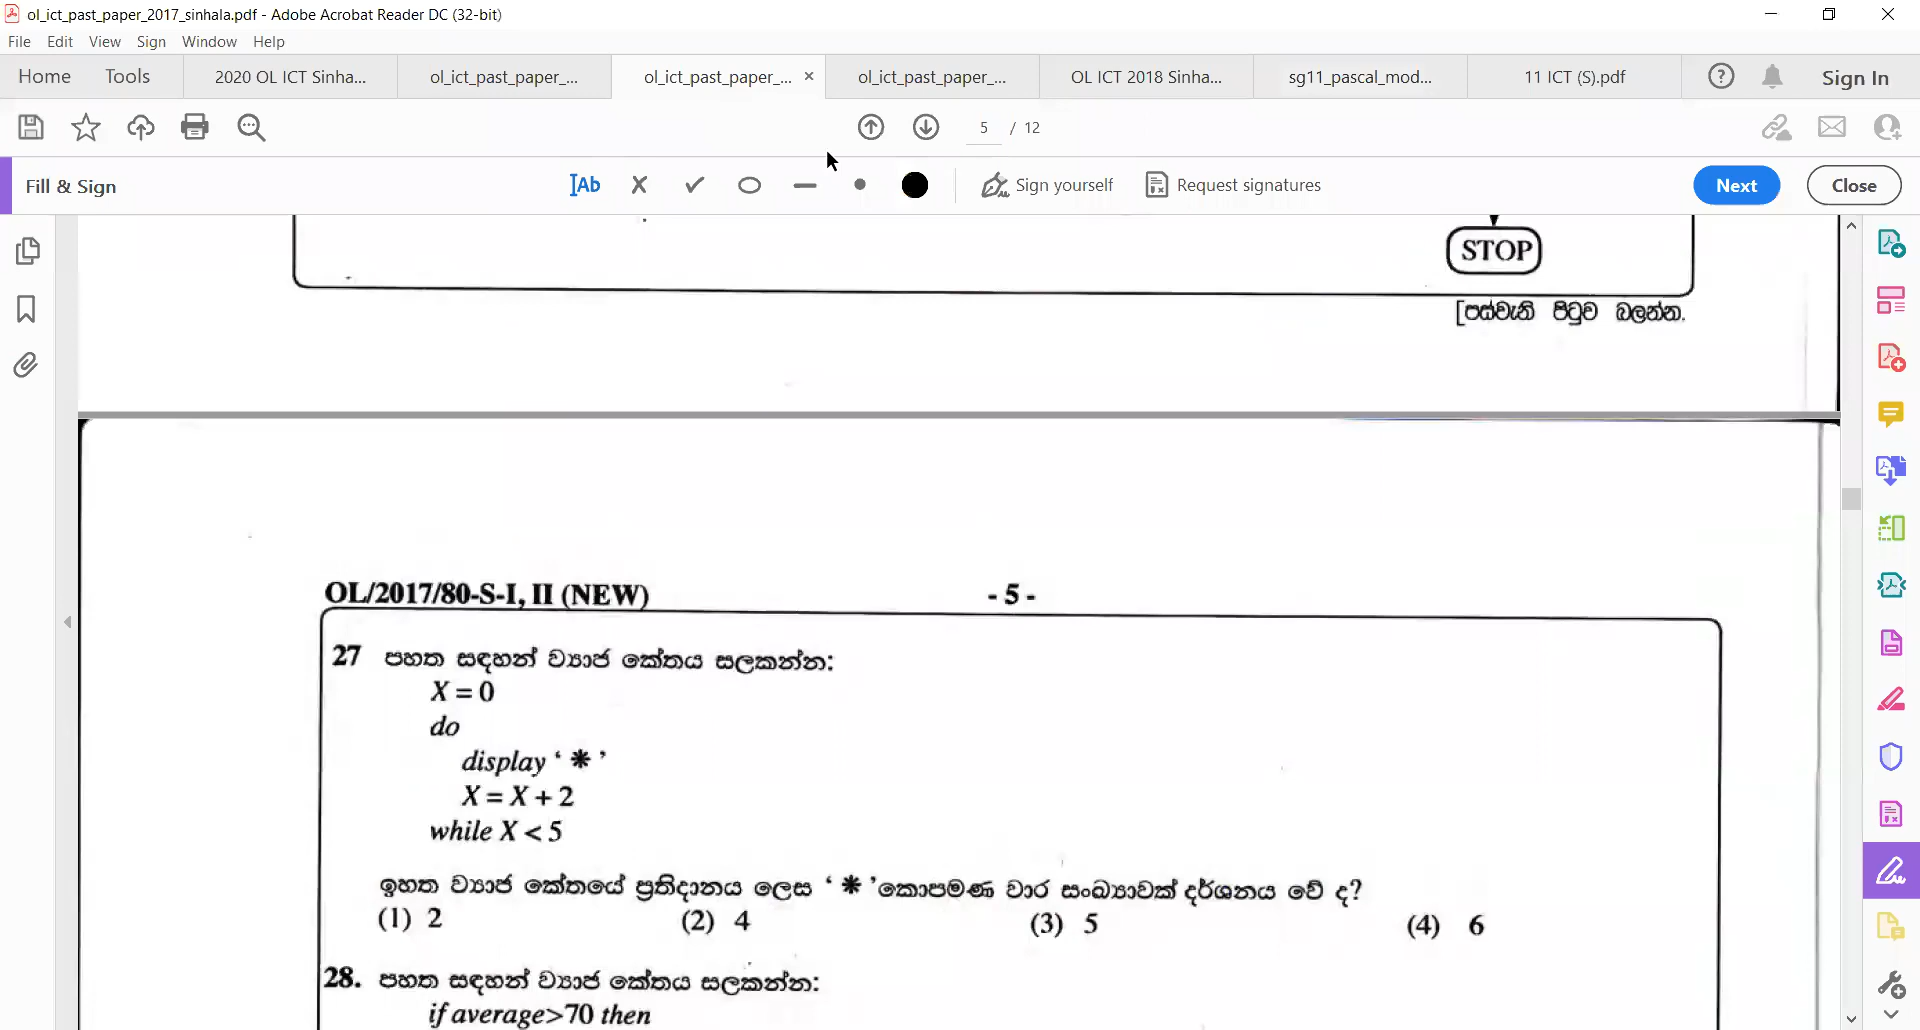 ol_ict_past_paper_2017_sinhala.pdf - Adobe Acrobat Reader DC (32-bit)
File Edit View Sign Window Help
Home Tools 2020 OL ICT Sinha... ol_ict_past_paper_... ol_ict_past_paper_... × ol_ict_past_paper_... OL ICT 2018 Sinha... sg11_pascal_mod... 11 ICT (S).pdf Sign In
5 / 12
Fill & Sign Ab Sign yourself Request signatures Next Close
STOP
[පස්වැනි පිටුව බලන්න.
OL/2017/80-S-I, II (NEW) - 5 -
27 පහත සඳහන් ව්‍යාජ කේතය සලකන්න:
X = 0
do
display ‘ * ’
X = X + 2
while X < 5
ඉහත ව්‍යාජ කේතයේ ප්‍රතිදානය ලෙස ‘ * ’ කොපමණ වාර සංඛ්‍යාවක් දර්ශනය වේ ද?
(1) 2 (2) 4 (3) 5 (4) 6
28. පහත සඳහන් ව්‍යාජ කේතය සලකන්න:
if average>70 then